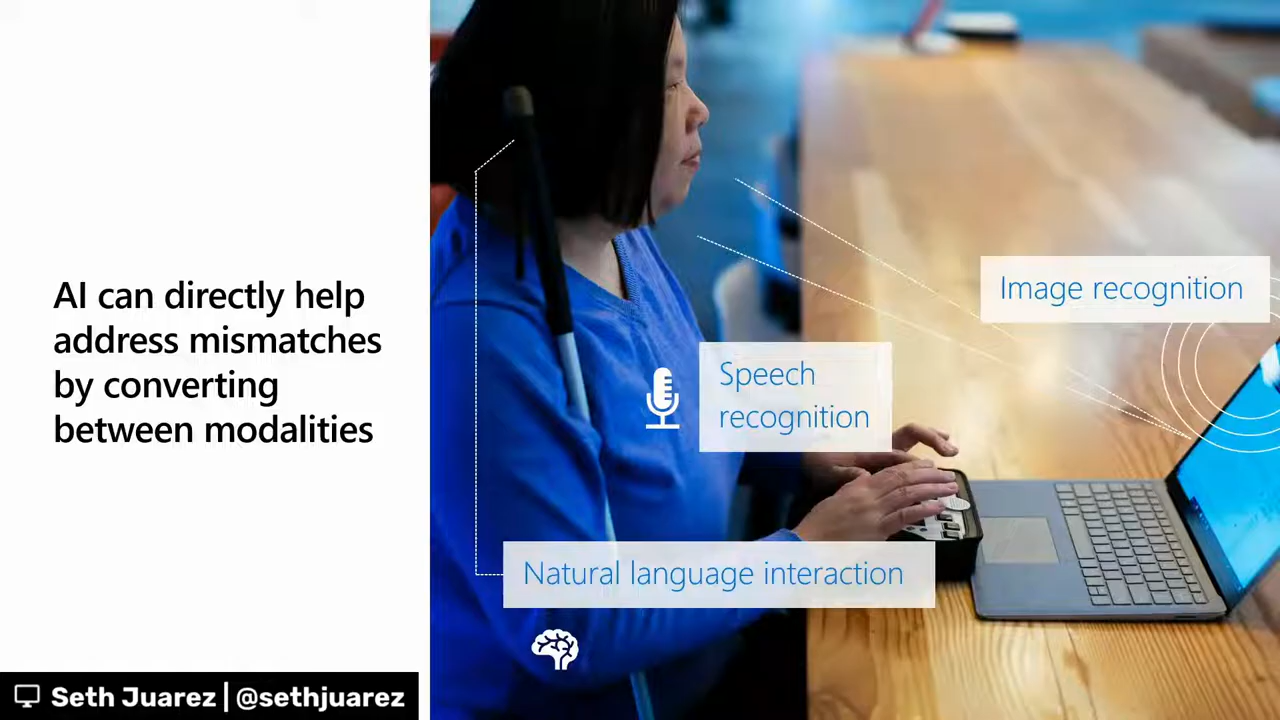 AI can directly help
address mismatches
by converting
between modalities
Image recognition
Speech
recognition
Natural language interaction
Seth Juarez | @sethjuarez